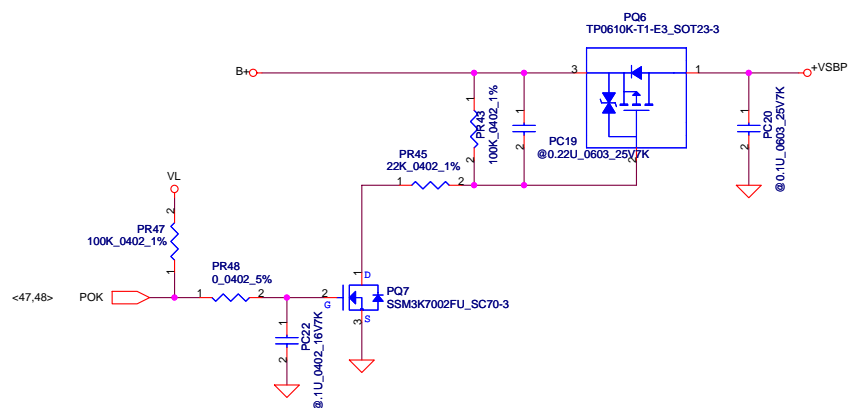 PQ6
TP0610K-T1-E3_SOT23-3
B+
3
1
+VSBP
2
1
2
PR43
100K_0402_1%
1
2
PC19
@0.22U_0603_25V7K
1
2
PC20
@0.1U_0603_25V7K
PR45
22K_0402_1%
1
2
VL
2
PR47
100K_0402_1%
1
PR48
0_0402_5%
<47,48>
POK
1
2
1
2
PC22
@.1U_0402_16V7K
2
G
1
D
PQ7
SSM3K7002FU_SC70-3
S
3